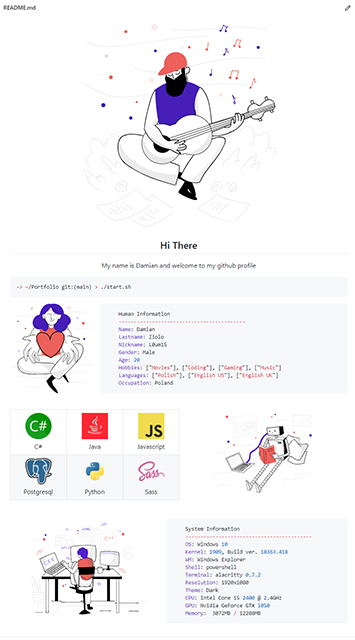 README.md
Hi There
My name is Damian and welcome to my github profile
-> ~/Portfolio git:(main) > ./start.sh
Human Information
Name: Damian
Lastname: Ziolo
Nickname: L0wniS
Gender: Male
Age: 20
Hobbies: ["Movies"], ["Coding"], ["Gaming"], ["Music"]
Languages: ["Polish"], ["English US"], ["English UK"]
Occupation: Poland
C#
JS
C#
Java
Javascript
Postgresql
Python
Sass
Sass
System Information
OS: Windows 10
Kernel: 1909, Build ver. 18363.418
WM: Windows Explorer
Shell: powershell
Terminal: alacritty 0.7.2
Resolution: 1920x1080
Theme: Dark
CPU: Intel Core i5 2400 @ 2.4GHz
GPU: Nvidia GeForce GTX 1050
Memory: 3072MB / 12288MB